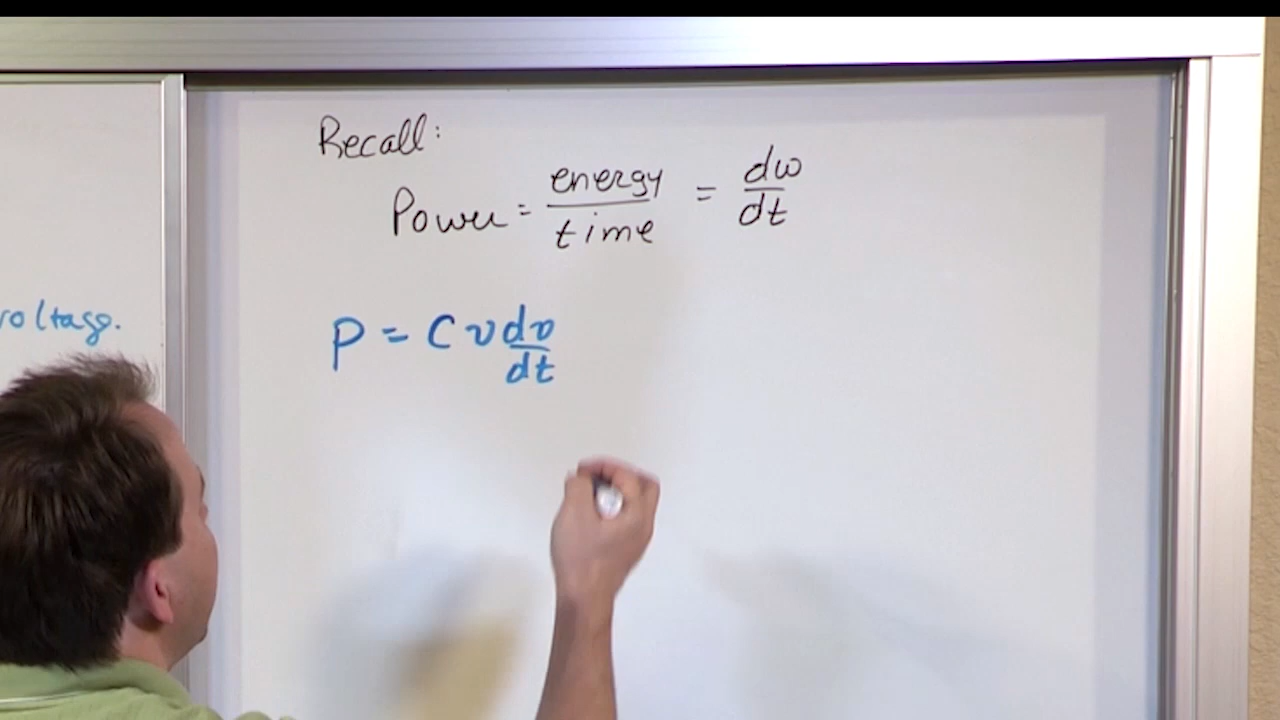 Recall:
Power = energy/time = dw/dt
P = C v dv/dt
voltage.